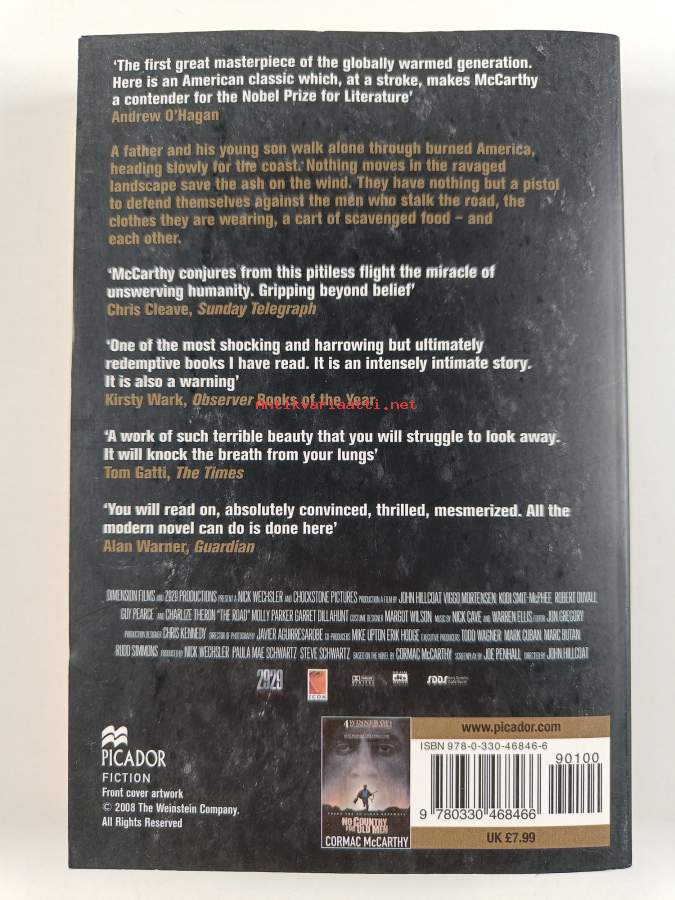 ‘The first great masterpiece of the globally warmed generation.
Here is an American classic which, at a stroke, makes McCarthy
a contender for the Nobel Prize for Literature’
Andrew O’Hagan
A father and his young son walk alone through burned America,
heading slowly for the coast. Nothing moves in the ravaged
landscape save the ash on the wind. They have nothing but a pistol
to defend themselves against the men who stalk the road, the
clothes they are wearing, a cart of scavenged food – and
each other.
‘McCarthy conjures from this pitiless flight the miracle of
unswerving humanity. Gripping beyond belief’
Chris Cleave, Sunday Telegraph
‘One of the most shocking and harrowing but ultimately
redemptive books I have read. It is an intensely intimate story.
It is also a warning’
Kirsty Wark, Observer Books of the Year
Antikvariaatti.net
‘A work of such terrible beauty that you will struggle to look away.
It will knock the breath from your lungs’
Tom Gatti, The Times
‘You will read on, absolutely convinced, thrilled, mesmerized. All the
modern novel can do is done here’
Alan Warner, Guardian
DIMENSION FILMS AND 2929 PRODUCTIONS PRESENT A NICK WECHSLER AND CHOCKSTONE PICTURES PRODUCTION A FILM BY JOHN HILLCOAT VIGGO MORTENSEN KODI SMIT-McPHEE ROBERT DUVALL
GUY PEARCE AND CHARLIZE THERON "THE ROAD" MOLLY PARKER GARRET DILLAHUNT COSTUME DESIGNER MARGOT WILSON MUSIC BY NICK CAVE AND WARREN ELLIS EDITOR JON GREGORY
PRODUCTION DESIGNER CHRIS KENNEDY DIRECTOR OF PHOTOGRAPHY JAVIER AGUIRRESAROBE CO-PRODUCERS MIKE UPTON ERIK HODGE EXECUTIVE PRODUCERS TODD WAGNER MARK CUBAN MARC BUTAN
RUDD SIMMONS PRODUCED BY NICK WECHSLER PAULA MAE SCHWARTZ STEVE SCHWARTZ BASED ON THE NOVEL BY CORMAC McCARTHY SCREENPLAY BY JOE PENHALL DIRECTED BY JOHN HILLCOAT
2929
ICON
dts
SDDS
PICADOR
FICTION
Front cover artwork
© 2008 The Weinstein Company.
All Rights Reserved
NO COUNTRY
FOR OLD MEN
CORMAC McCARTHY
www.picador.com
ISBN 978-0-330-46846-6
90100
9 780330 468466
UK £7.99